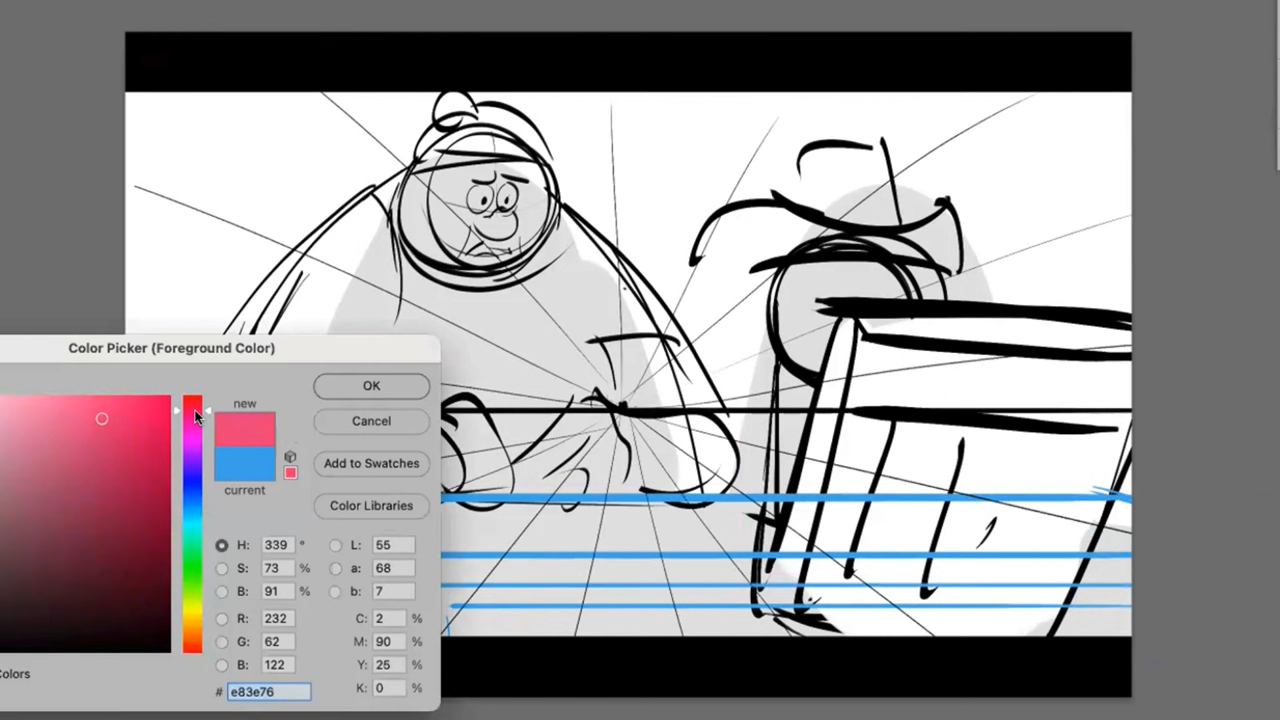 Color Picker (Foreground Color)
new
OK
Cancel
Add to Swatches
current
Color Libraries
H: 339 ° L: 55
S: 73 % a: 68
B: 91 % b: 7
R: 232 C: 2 %
G: 62 M: 90 %
B: 122 Y: 25 %
Colors K: 0 %
# e83e76